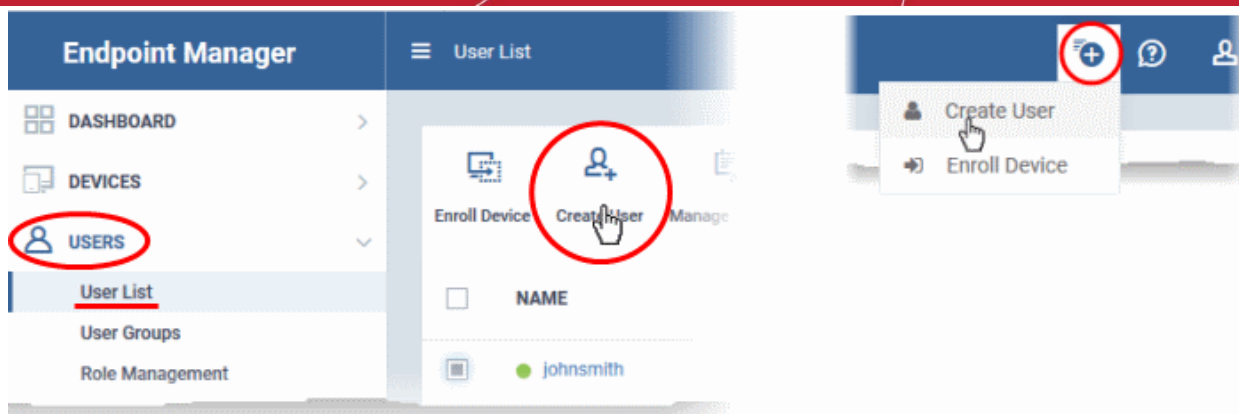 Endpoint Manager
User List
DASHBOARD
DEVICES
USERS
User List
User Groups
Role Management
Enroll Device
Create User
Manage
NAME
johnsmith
Create User
Enroll Device